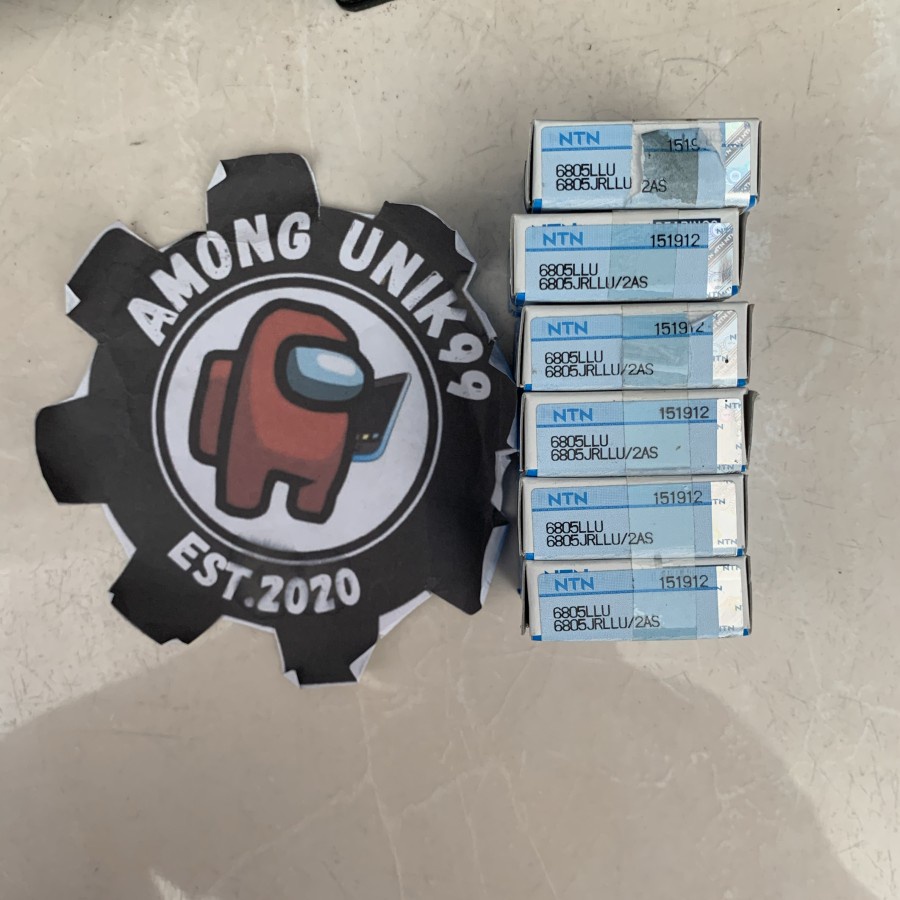 AMONG UNIK99
EST.2020
NTN
6805LLU
6805JRLLU 2AS
NTN 151912
6805LLU
6805JRLLU/2AS
NTN 151912
6805LLU
6805JRLLU/2AS
NTN 151912
6805LLU
6805JRLLU/2AS
NTN 151912
6805LLU
6805JRLLU/2AS
NTN 151912
6805LLU
6805JRLLU/2AS